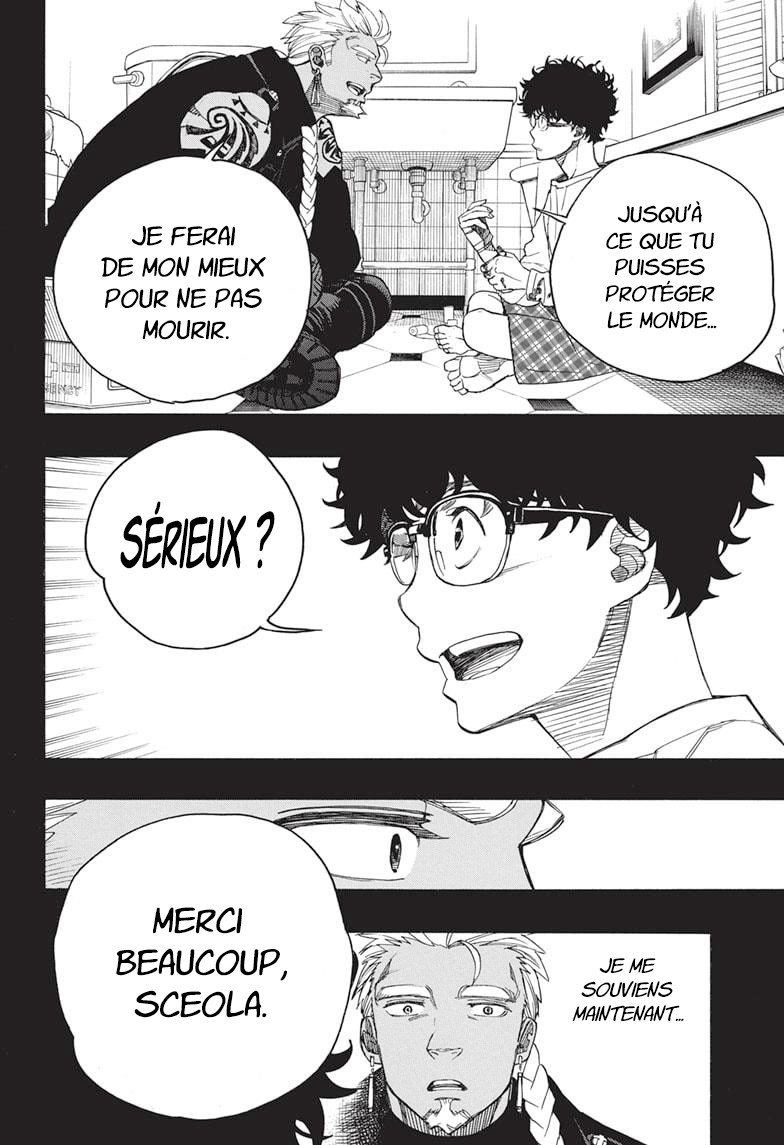 JUSQU'À
CE QUE TU
PUISSES
PROTÉGER
LE MONDE...
JE FERAI
DE MON MIEUX
POUR NE PAS
MOURIR.
SÉRIEUX ?
JE ME
SOUVIENS
MAINTENANT...
MERCI
BEAUCOUP,
SCEOLA.